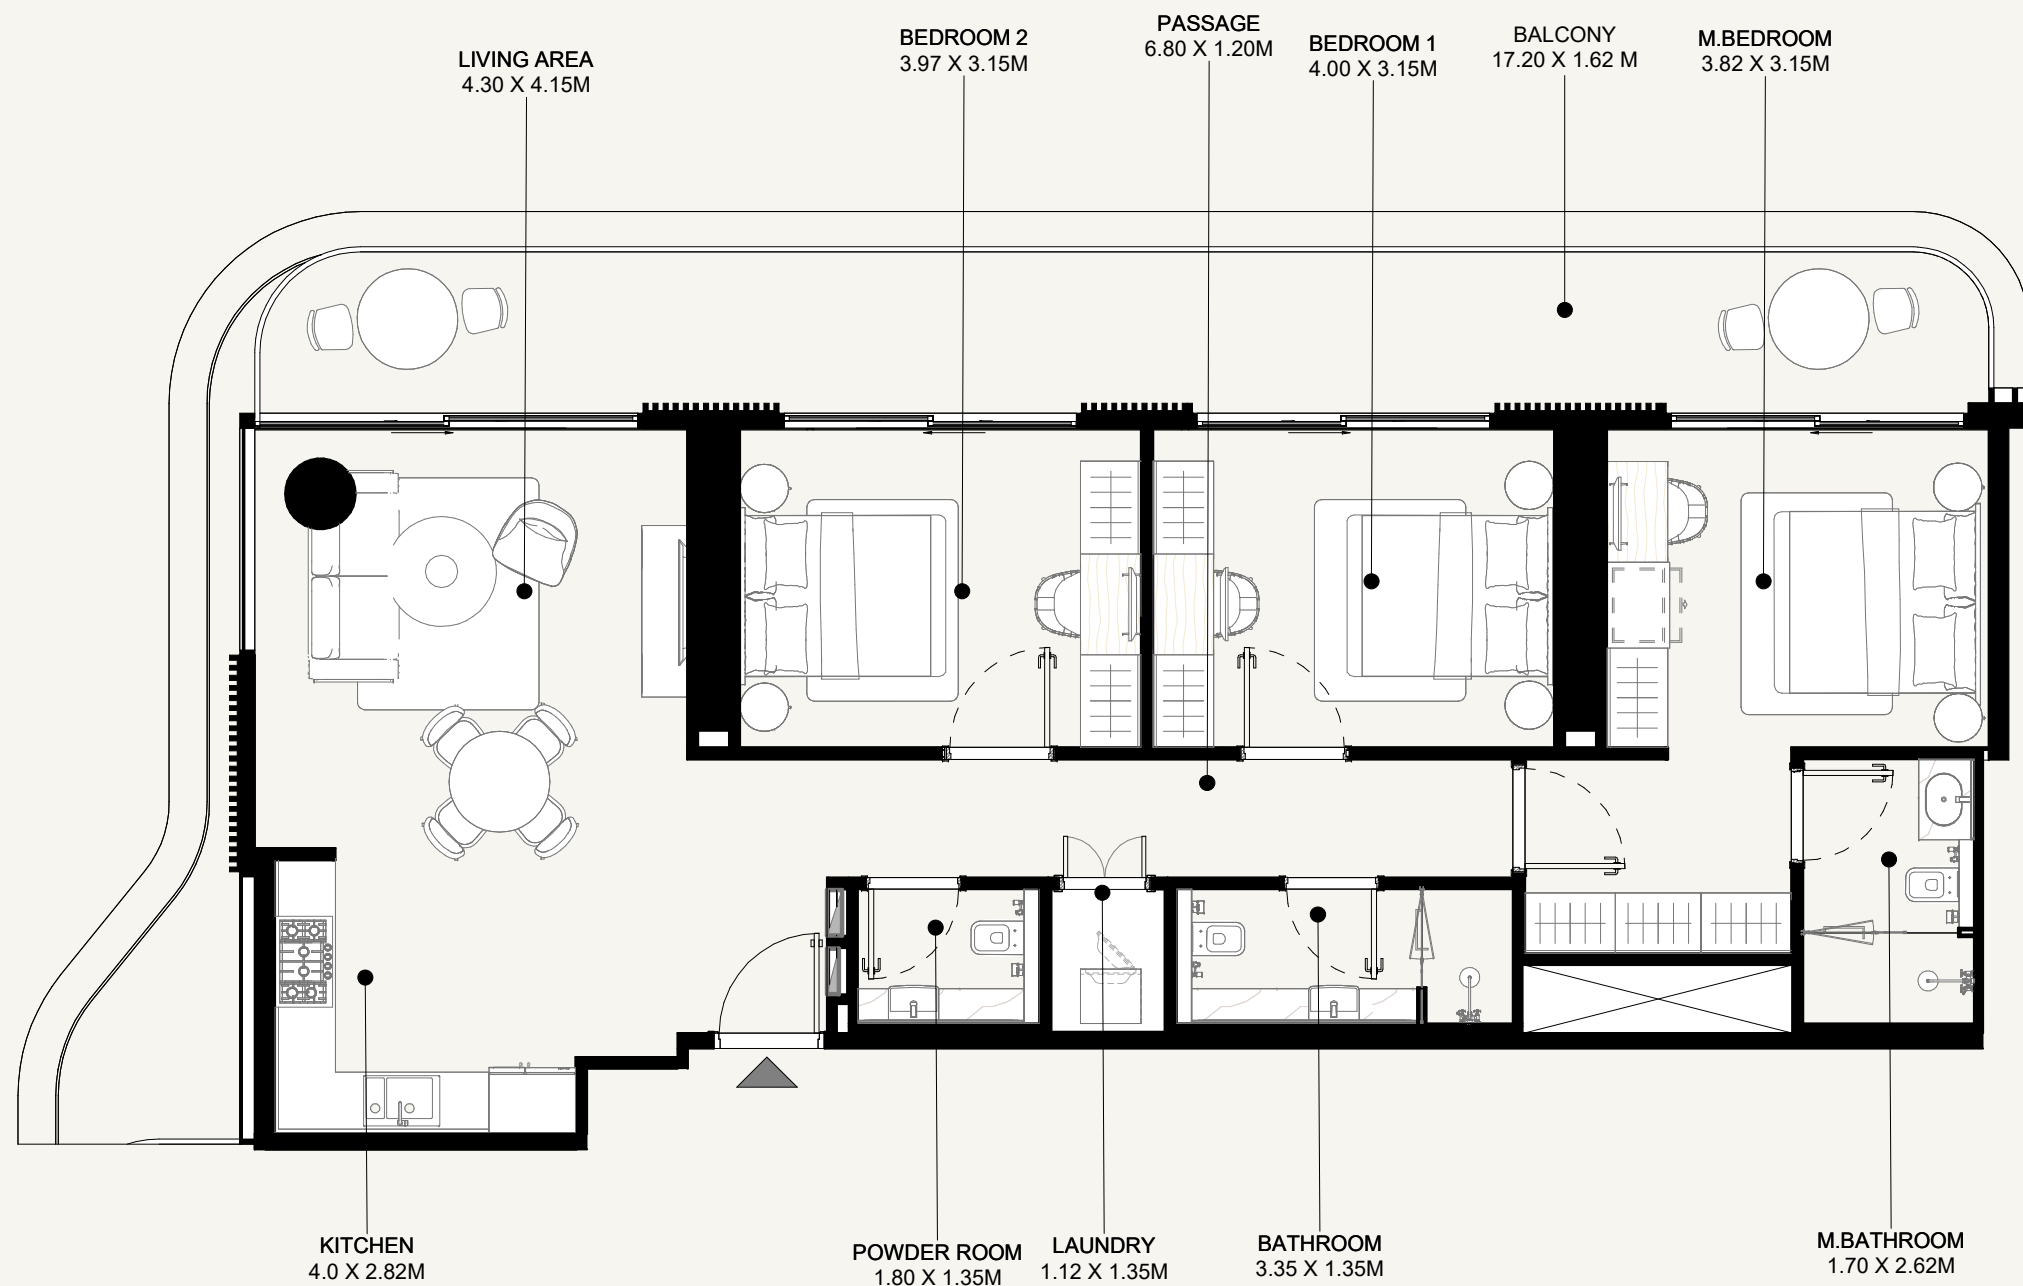 LIVING AREA
4.30 X 4.15M
BEDROOM 2
3.97 X 3.15M
PASSAGE
6.80 X 1.20M
BEDROOM 1
4.00 X 3.15M
BALCONY
17.20 X 1.62 M
M.BEDROOM
3.82 X 3.15M
KITCHEN
4.0 X 2.82M
POWDER ROOM
1.80 X 1.35M
LAUNDRY
1.12 X 1.35M
BATHROOM
3.35 X 1.35M
M.BATHROOM
1.70 X 2.62M